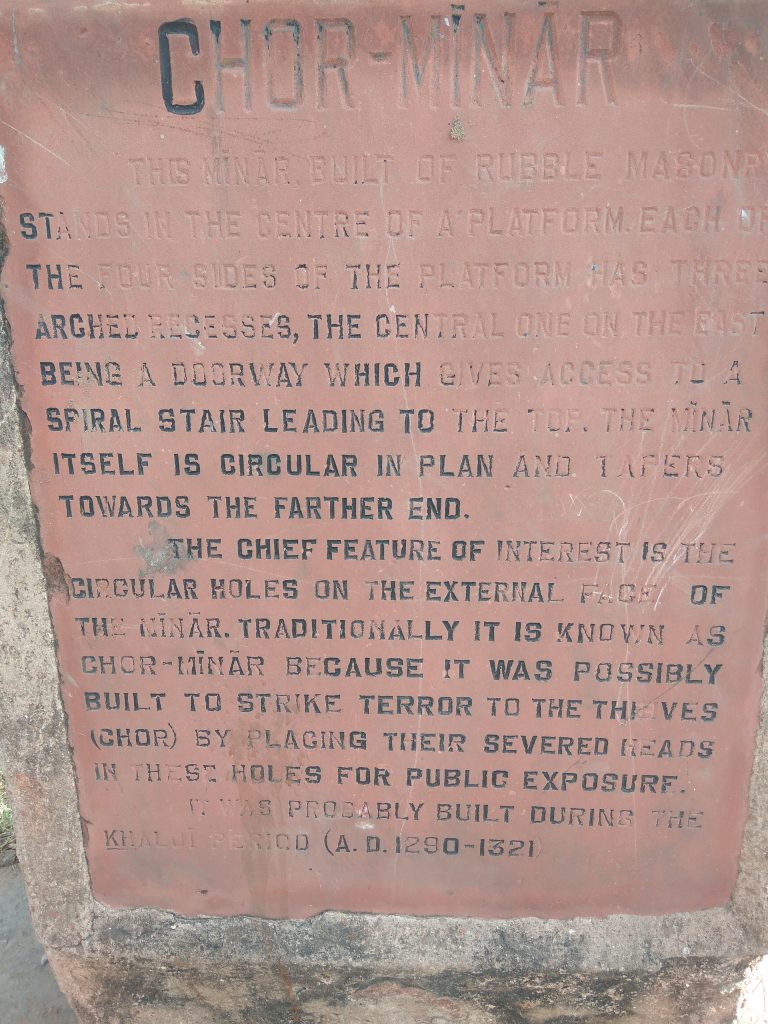 CHOR-MĪNĀR
THIS MĪNĀR, BUILT OF RUBBLE MASONR
STANDS IN THE CENTRE OF A PLATFORM. EACH OF
THE FOUR SIDES OF THE PLATFORM HAS THREE
ARCHED RECESSES, THE CENTRAL ONE ON THE EAST
BEING A DOORWAY WHICH GIVES ACCESS TO A
SPIRAL STAIR LEADING TO THE TOP. THE MĪNĀR
ITSELF IS CIRCULAR IN PLAN AND TAPERS
TOWARDS THE FARTHER END.
THE CHIEF FEATURE OF INTEREST IS THE
CIRCULAR HOLES ON THE EXTERNAL FACE OF
THE MĪNĀR. TRADITIONALLY IT IS KNOWN AS
CHOR-MĪNĀR BECAUSE IT WAS POSSIBLY
BUILT TO STRIKE TERROR TO THE THIEVES
(CHOR) BY PLACING THEIR SEVERED HEADS
IN THESE HOLES FOR PUBLIC EXPOSURE.
IT WAS PROBABLY BUILT DURING THE
KHALJĪ PERIOD (A.D. 1290-1321)